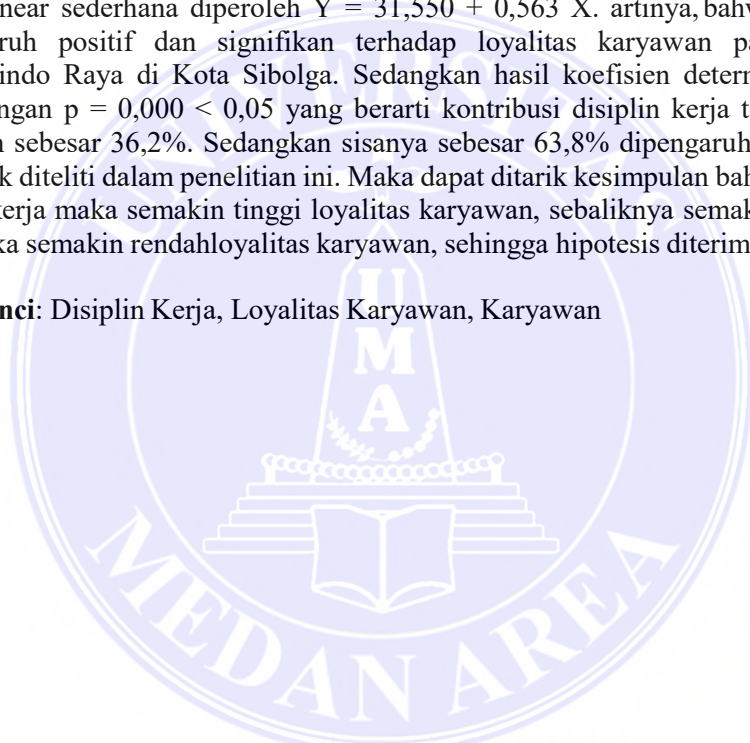 near sederhana diperoleh Y = 31,550 + 0,563 X. artinya, bahw
ruh positif dan signifikan terhadap loyalitas karyawan pa
indo Raya di Kota Sibolga. Sedangkan hasil koefisien determ
ngan p = 0,000 < 0,05 yang berarti kontribusi disiplin kerja t
n sebesar 36,2%. Sedangkan sisanya sebesar 63,8% dipengaruh
k diteliti dalam penelitian ini. Maka dapat ditarik kesimpulan bah
kerja maka semakin tinggi loyalitas karyawan, sebaliknya semak
ka semakin rendahloyalitas karyawan, sehingga hipotesis diterim
nci: Disiplin Kerja, Loyalitas Karyawan, Karyawan
UNIVERSITAS
U
M
A
MEDAN AREA